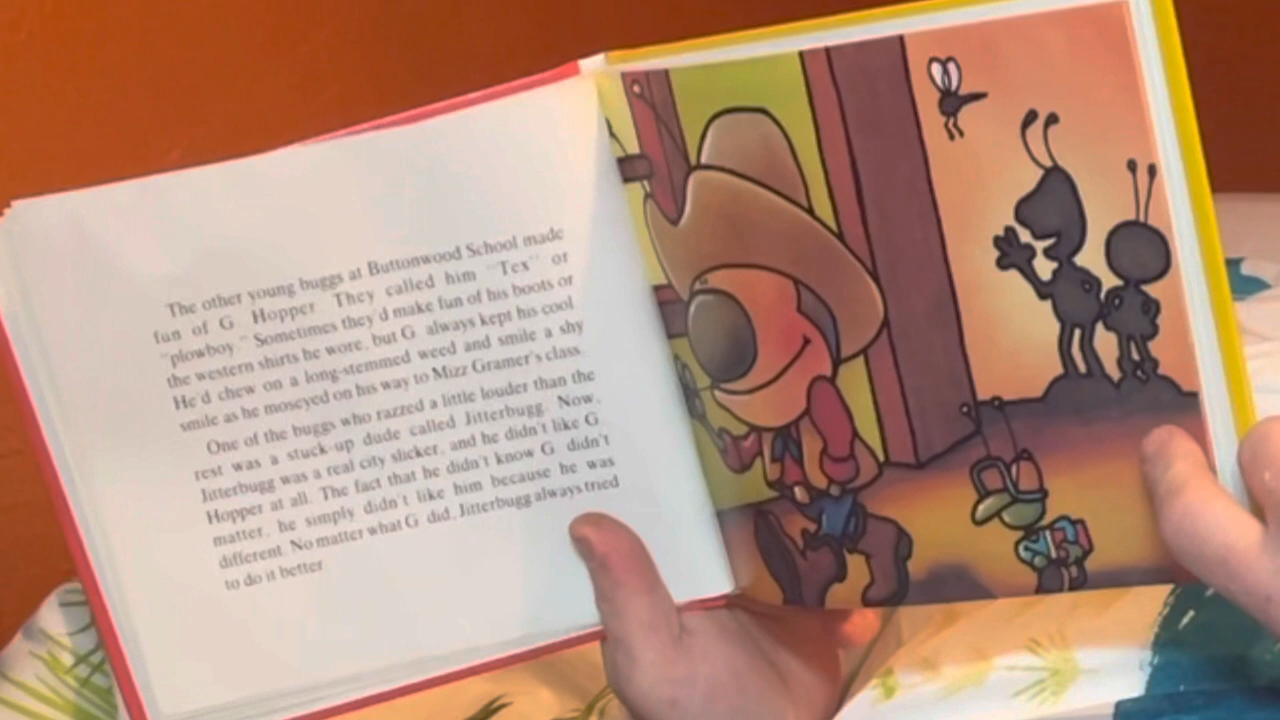 The other young buggs at Buttonwood School made
fun of G. Hopper. They called him "Tex" or
"plowboy." Sometimes they'd make fun of his boots or
the western shirts he wore, but G. always kept his cool.
He'd chew on a long-stemmed weed and smile a shy
smile as he moseyed on his way to Mizz Gramer's class.
One of the buggs who razzed a little louder than the
rest was a stuck-up dude called Jitterbugg. Now,
Jitterbugg was a real city slicker, and he didn't like G.
Hopper at all. The fact that he didn't know G. didn't
matter, he simply didn't like him because he was
different. No matter what G. did, Jitterbugg always tried
to do it better.